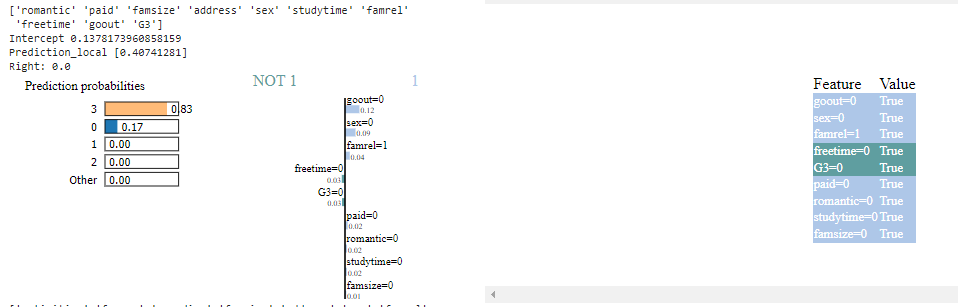 ['romantic' 'paid' 'famsize' 'address' 'sex' 'studytime' 'famrel'
'freetime' 'goout' 'G3']
Intercept 0.1378173960858159
Prediction_local [0.40741281]
Right: 0.0
Prediction probabilities
3 0.83
0 0.17
1 0.00
2 0.00
Other 0.00
NOT 1 1
goout=0
0.12
sex=0
0.09
famrel=1
0.04
freetime=0
0.03
G3=0
0.03
paid=0
0.02
romantic=0
0.02
studytime=0
0.02
famsize=0
0.01
Feature Value
goout=0 True
sex=0 True
famrel=1 True
freetime=0 True
G3=0 True
paid=0 True
romantic=0 True
studytime=0 True
famsize=0 True